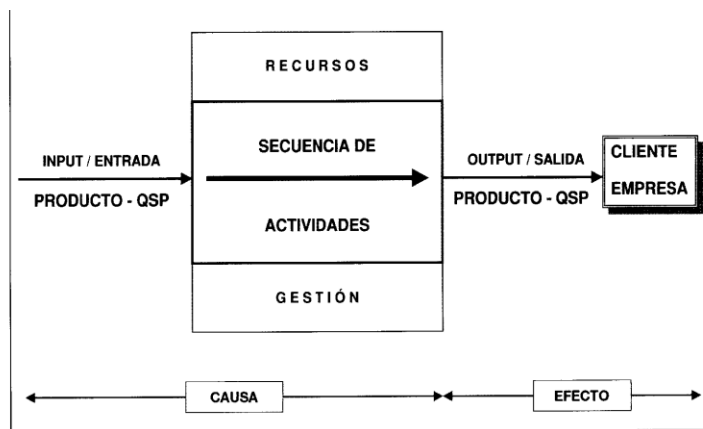 RECURSOS
INPUT / ENTRADA
PRODUCTO - QSP
SECUENCIA DE
ACTIVIDADES
OUTPUT / SALIDA
PRODUCTO - QSP
CLIENTE
EMPRESA
GESTIÓN
CAUSA
EFECTO